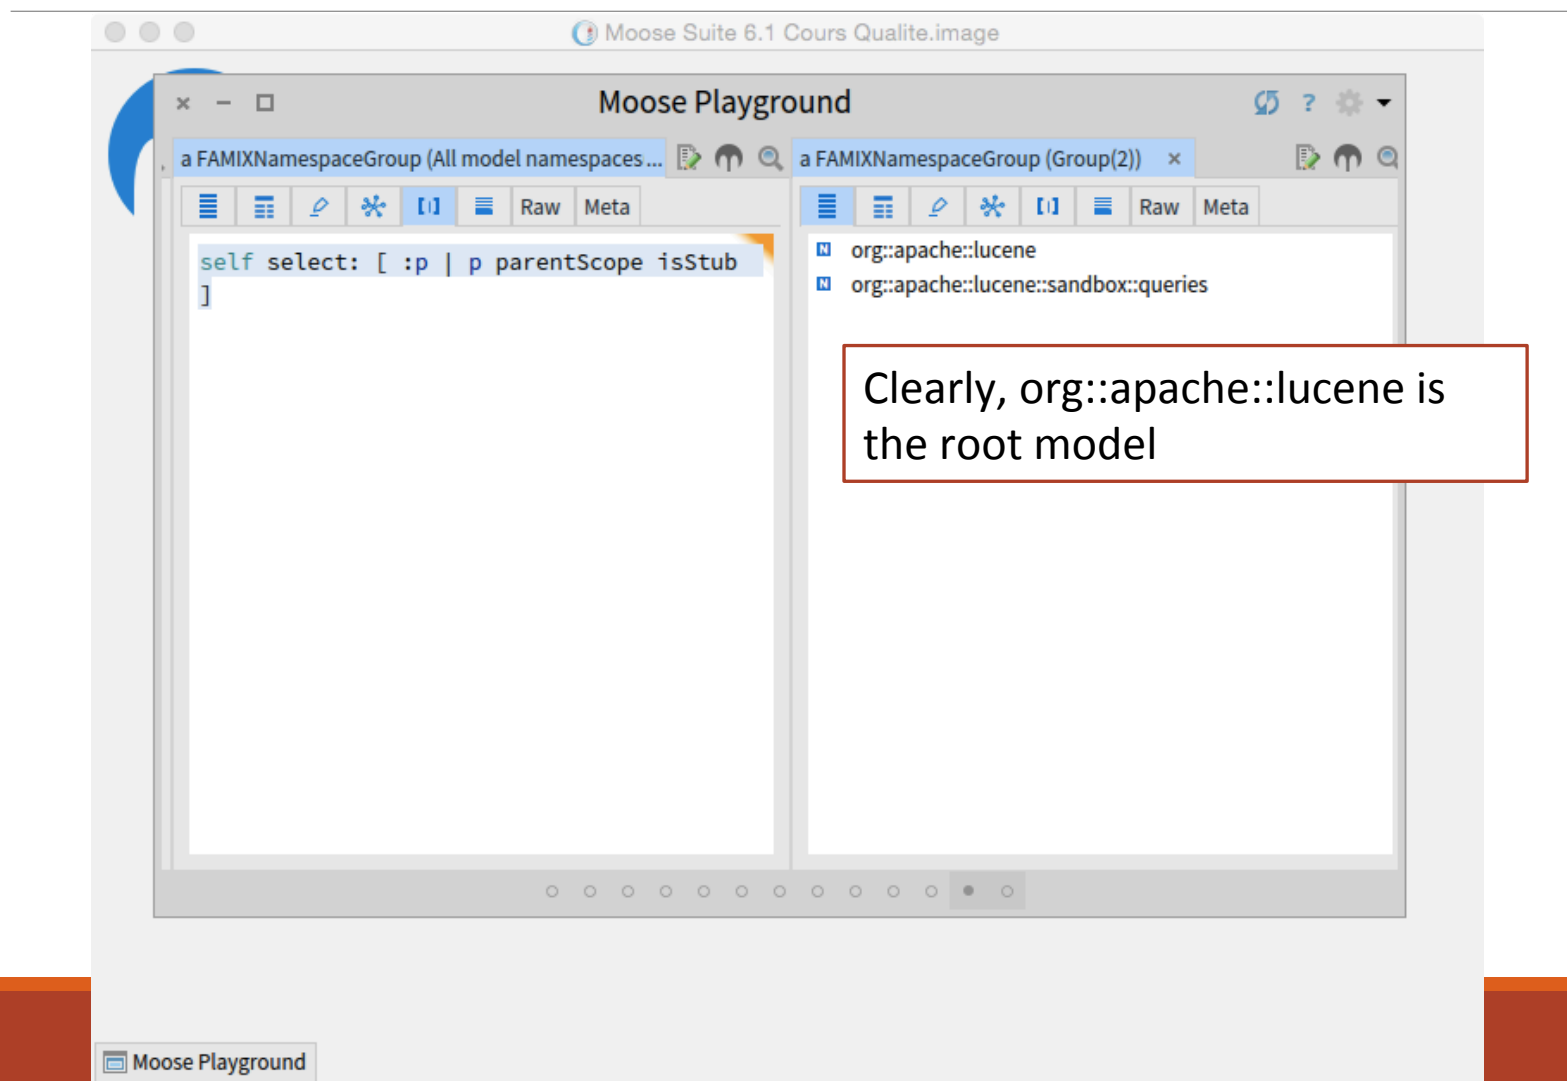 Moose Suite 6.1 Cours Qualite.image
Moose Playground
a FAMIXNamespaceGroup (All model namespaces ...
a FAMIXNamespaceGroup (Group(2))
Raw Meta
Raw Meta
self select: [ :p | p parentScope isStub
]
org::apache::lucene
org::apache::lucene::sandbox::queries
Clearly, org::apache::lucene is
the root model
Moose Playground